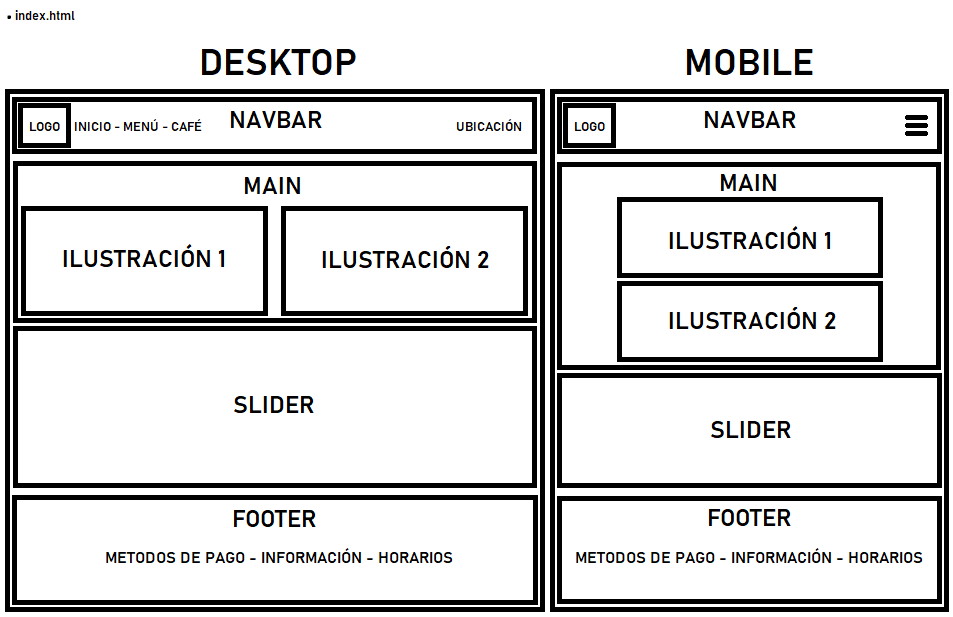 • index.html
DESKTOP
LOGO INICIO - MENÚ - CAFÉ NAVBAR UBICACIÓN
MAIN
ILUSTRACIÓN 1 ILUSTRACIÓN 2
SLIDER
FOOTER
METODOS DE PAGO - INFORMACIÓN - HORARIOS
MOBILE
LOGO NAVBAR
MAIN
ILUSTRACIÓN 1
ILUSTRACIÓN 2
SLIDER
FOOTER
METODOS DE PAGO - INFORMACIÓN - HORARIOS